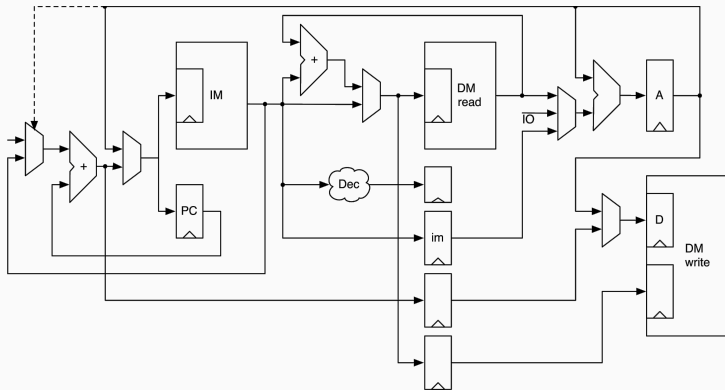 IM
+
DM
read
A
IO
+
Dec
PC
im
D
DM
write